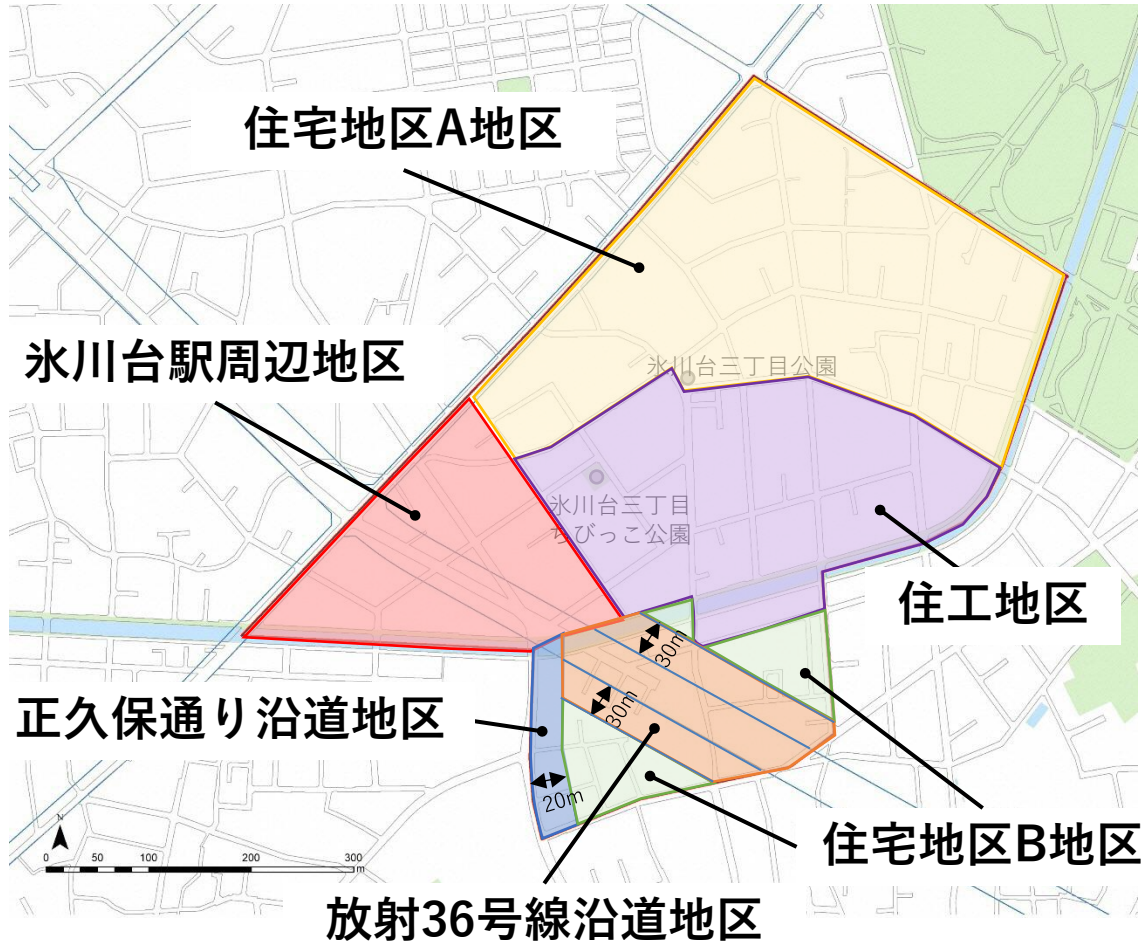 住宅地区A地区
氷川台駅周辺地区
氷川台三丁目公園
氷川台三丁目
ちびっこ公園
住工地区
30m
30m
正久保通り沿道地区
20m
住宅地区B地区
N
0 50 100 200 300
m
放射36号線沿道地区